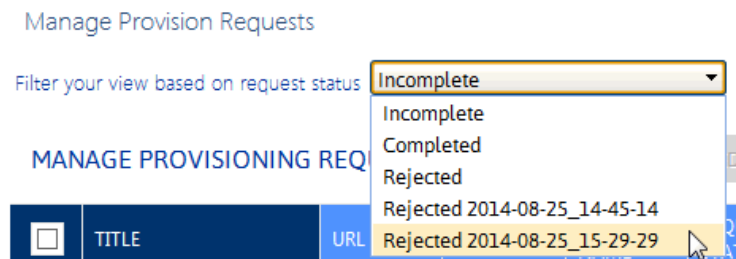 Manage Provision Requests
Filter your view based on request status Incomplete
Incomplete
Completed
Rejected
Rejected 2014-08-25_14-45-14
Rejected 2014-08-25_15-29-29
MANAGE PROVISIONING REQ
TITLE URL